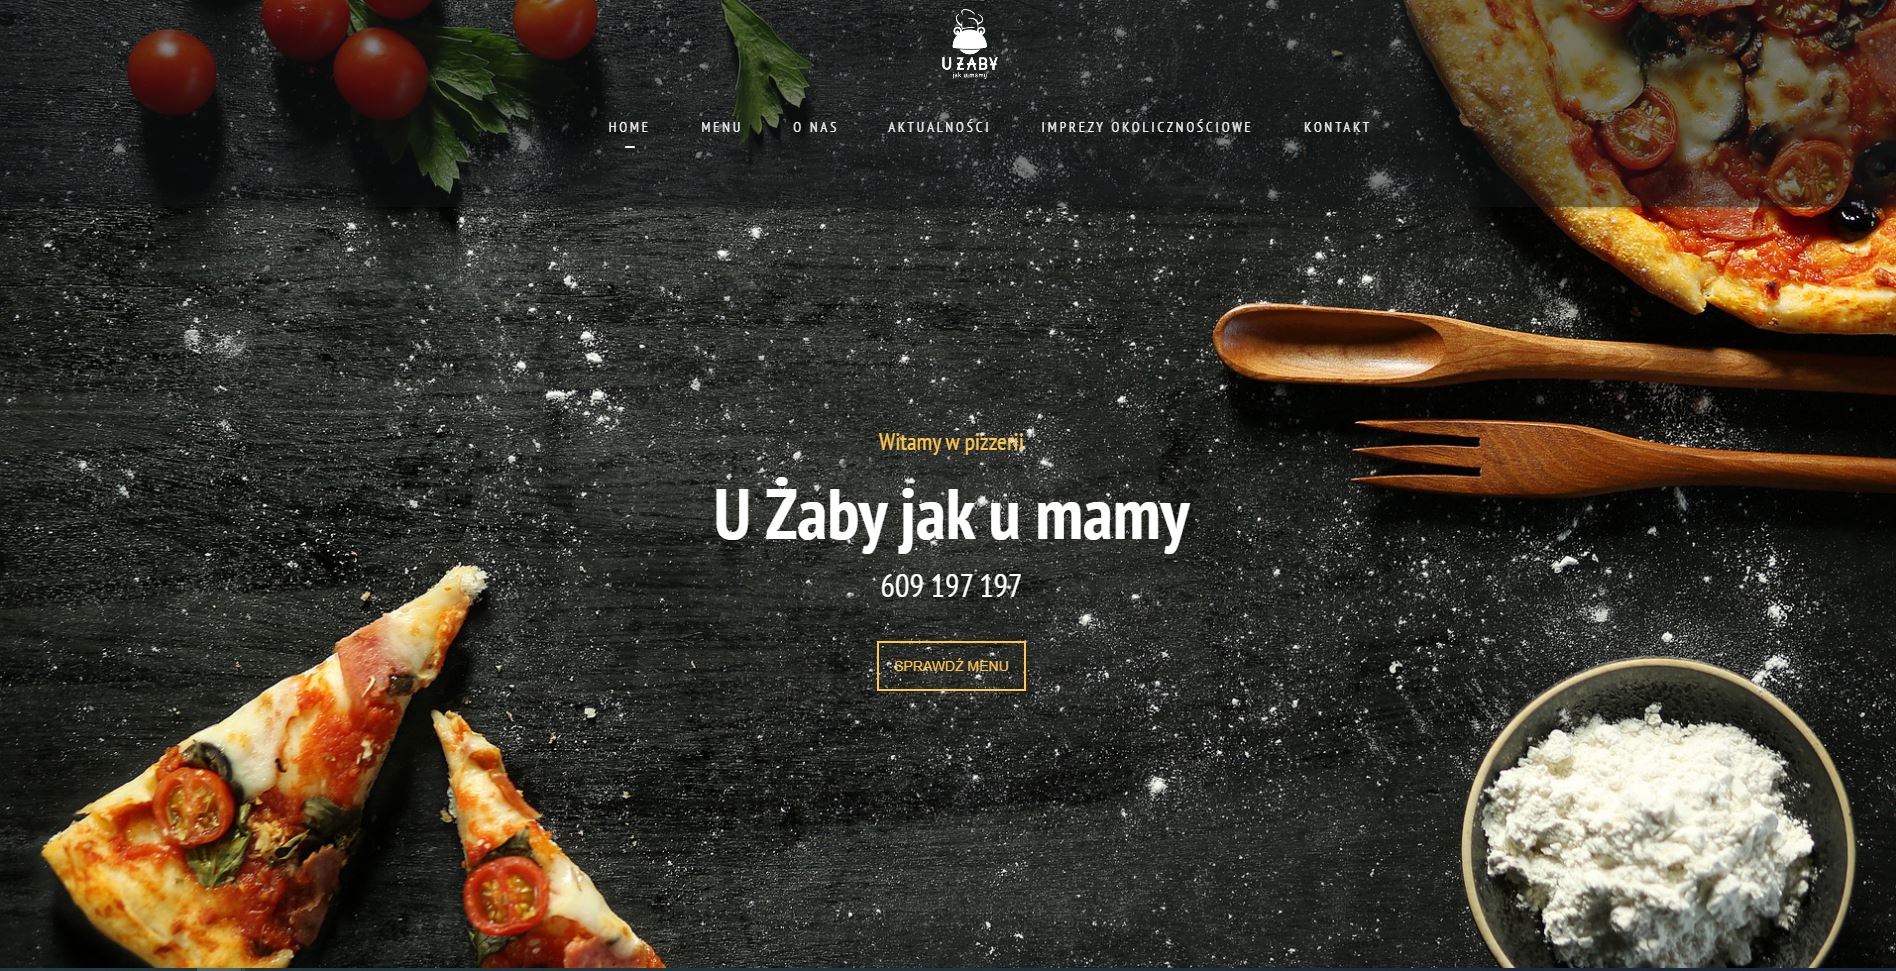 U ŻABY
jak u mamy
HOME MENU O NAS AKTUALNOŚCI IMPREZY OKOLICZNOŚCIOWE KONTAKT
Witamy w pizzerii
U Żaby jak u mamy
609 197 197
SPRAWDŹ MENU